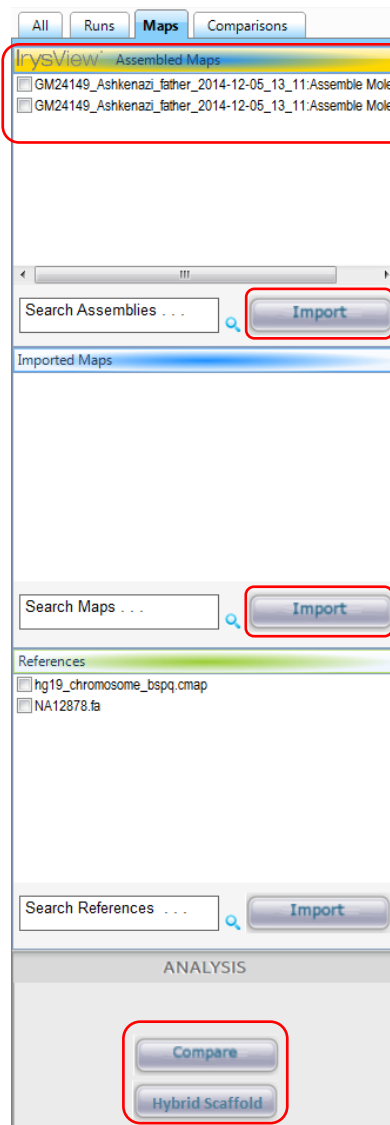 All Runs Maps Comparisons
IrysView Assembled Maps
GM24149_Ashkenazi_father_2014-12-05_13_11:Assemble Mole
GM24149_Ashkenazi_father_2014-12-05_13_11:Assemble Mole
Search Assemblies . . . Import
Imported Maps
Search Maps . . . Import
References
hg19_chromosome_bspq.cmap
NA12878.fa
Search References . . . Import
ANALYSIS
Compare
Hybrid Scaffold